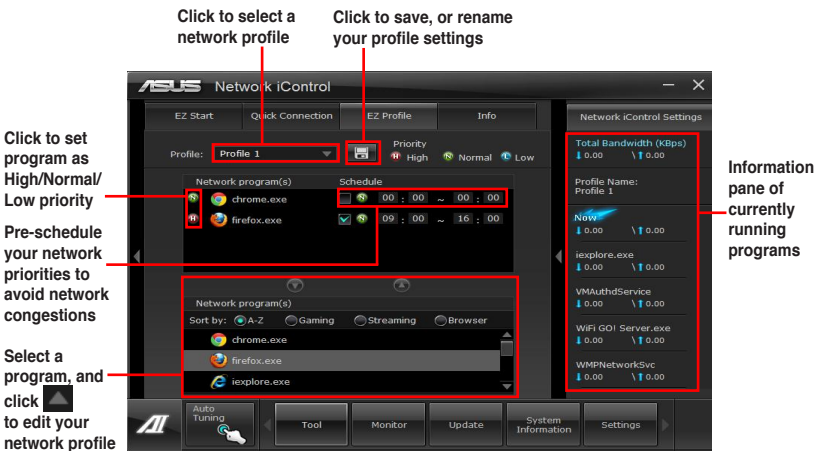 Click to select a
network profile
Click to save, or rename
your profile settings
ASUS Network iControl
EZ Start Quick Connection EZ Profile Info
Network iControl Settings
Profile: Profile 1
Priority
H High N Normal L Low
Network program(s) Schedule
N chrome.exe N 00 : 00 ~ 00 : 00
H firefox.exe N 09 : 00 ~ 16 : 00
Network program(s)
Sort by: A-Z Gaming Streaming Browser
chrome.exe
firefox.exe
iexplore.exe
Total Bandwidth (KBps)
0.00 \ 0.00
Profile Name:
Profile 1
Now
0.00 \ 0.00
iexplore.exe
0.00 \ 0.00
VMAuthdService
0.00 \ 0.00
WiFi GO! Server.exe
0.00 \ 0.00
WMPNetworkSvc
0.00 \ 0.00
Auto
Tuning
Tool Monitor Update System
Information Settings
Click to set
program as
High/Normal/
Low priority
Pre-schedule
your network
priorities to
avoid network
congestions
Select a
program, and
click
to edit your
network profile
Information
pane of
currently
running
programs